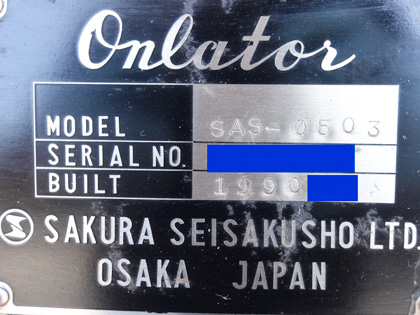 Onlator
MODEL SAS-0503
SERIAL NO.
BUILT 1990 A
SAKURA SEISAKUSHO LTD.
OSAKA JAPAN